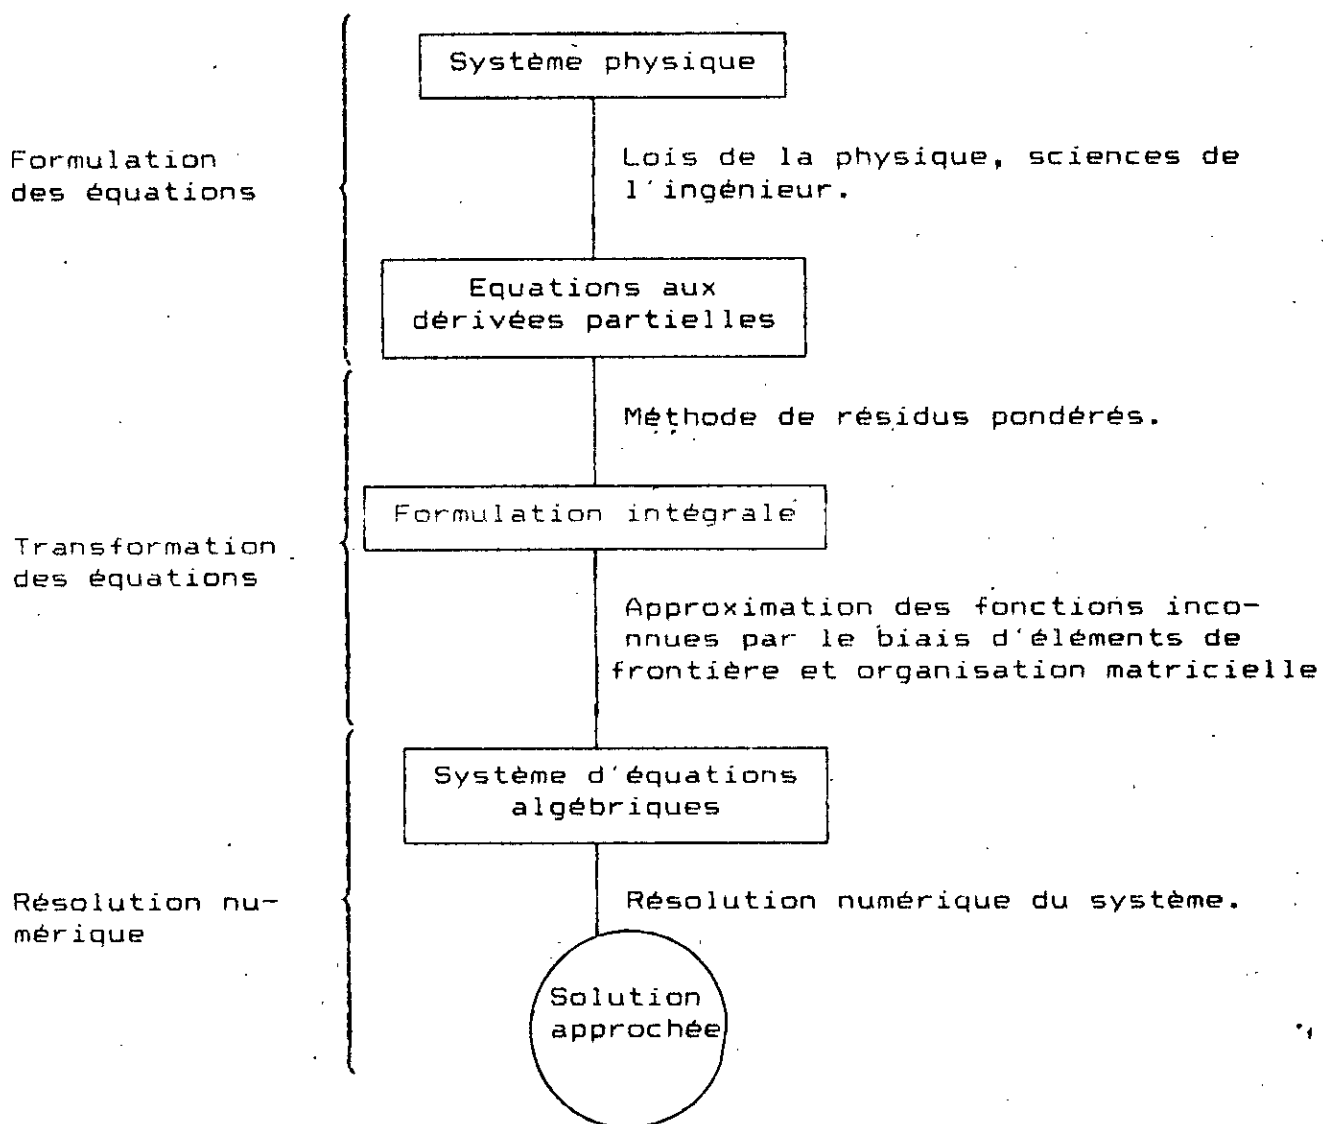 Système physique
Formulation
des équations
Lois de la physique, sciences de
l'ingénieur.
Equations aux
dérivées partielles
Méthode de résidus pondérés.
Formulation intégrale
Transformation
des équations
Approximation des fonctions inco-
nnues par le biais d'éléments de
frontière et organisation matricielle
Système d'équations
algébriques
Résolution nu-
mérique
Résolution numérique du système.
Solution
approchée